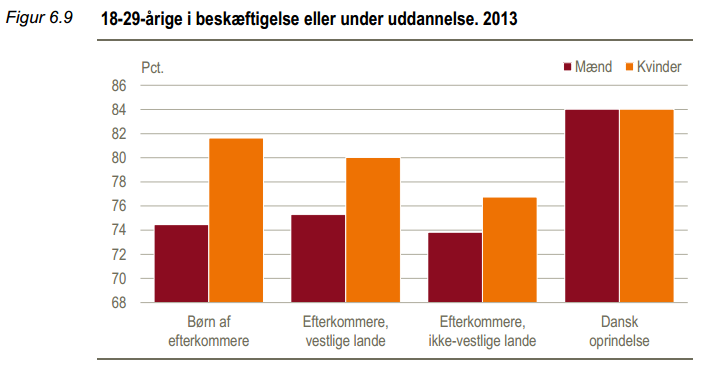 Figur 6.9
18-29-årige i beskæftigelse eller under uddannelse. 2013
Pct.
Mænd
Kvinder
86
84
82
80
78
76
74
72
70
68
Børn af
efterkommere
Efterkommere,
vestlige lande
Efterkommere,
ikke-vestlige lande
Dansk
oprindelse